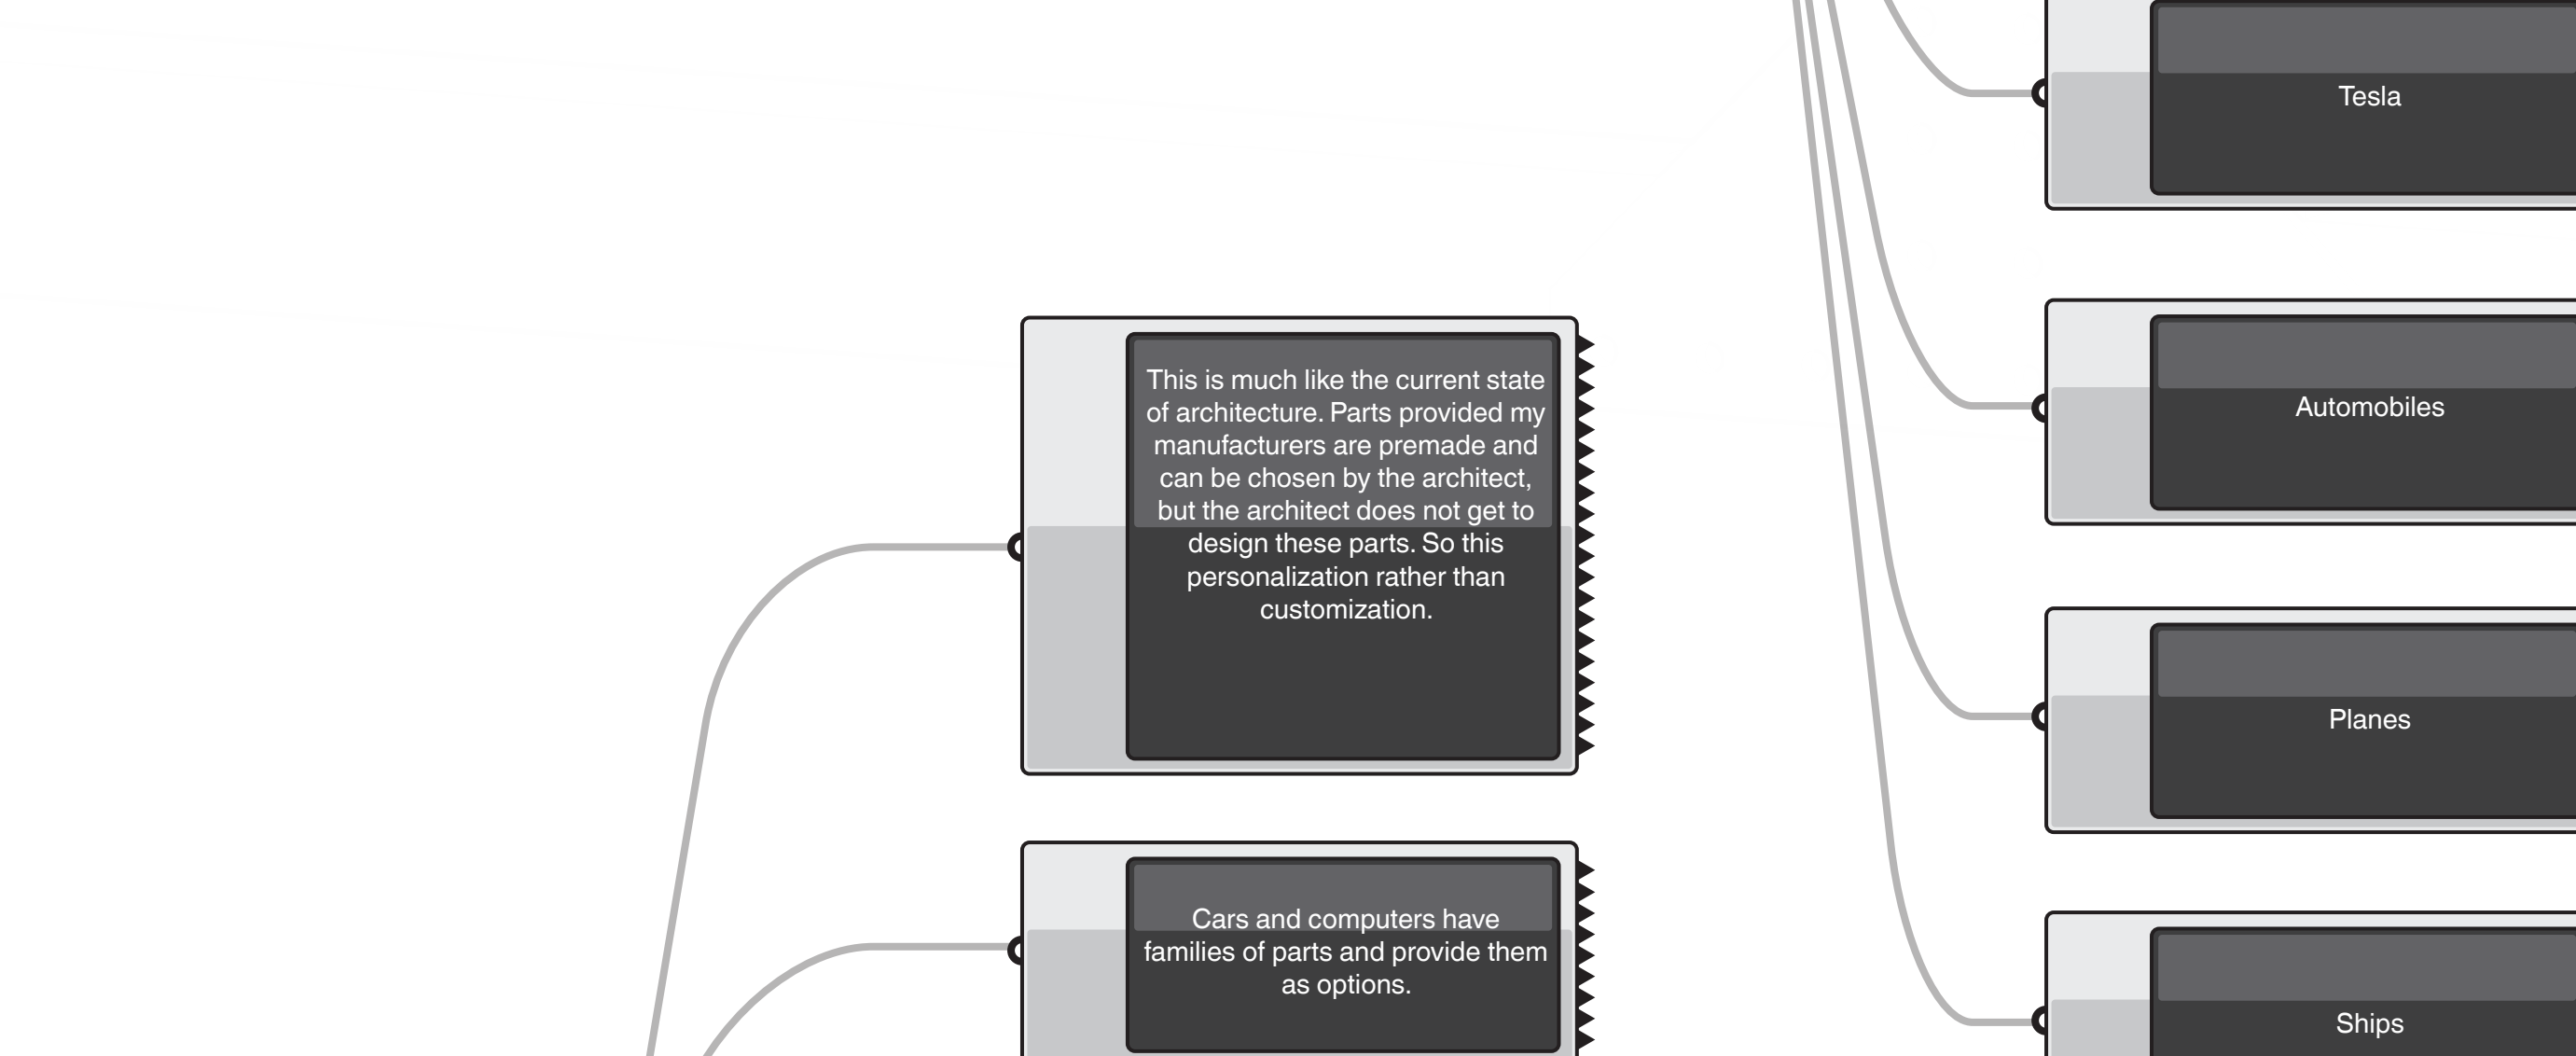 Tesla
Automobiles
This is much like the current state
of architecture. Parts provided my
manufacturers are premade and
can be chosen by the architect,
but the architect does not get to
design these parts. So this
personalization rather than
customization.
Planes
Cars and computers have
families of parts and provide them
as options.
Ships